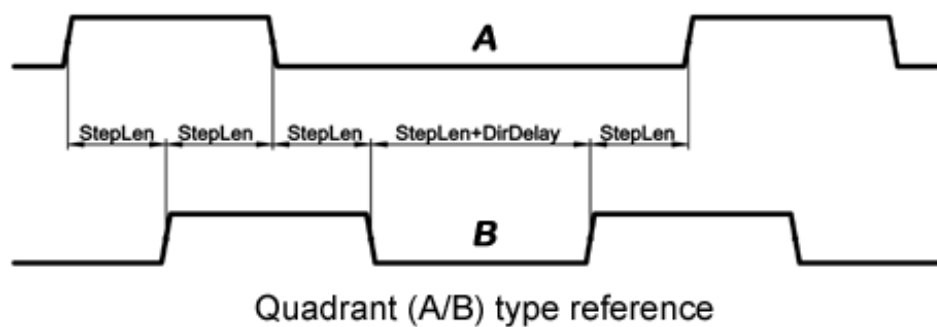 A
StepLen StepLen StepLen StepLen+DirDelay StepLen
B
Quadrant (A/B) type reference